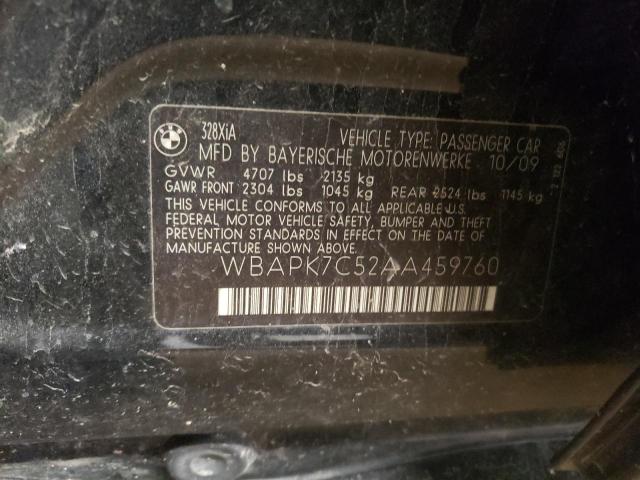 BMW
328XiA VEHICLE TYPE: PASSENGER CAR
MFD BY BAYERISCHE MOTORENWERKE 10/09
GVWR 4707 lbs 2135 kg
GAWR FRONT 2304 lbs 1045 kg REAR 2524 lbs 1145 kg
THIS VEHICLE CONFORMS TO ALL APPLICABLE U.S.
FEDERAL MOTOR VEHICLE SAFETY, BUMPER AND THEFT
PREVENTION STANDARDS IN EFFECT ON THE DATE OF
MANUFACTURE SHOWN ABOVE.
WBAPK7C52AA459760